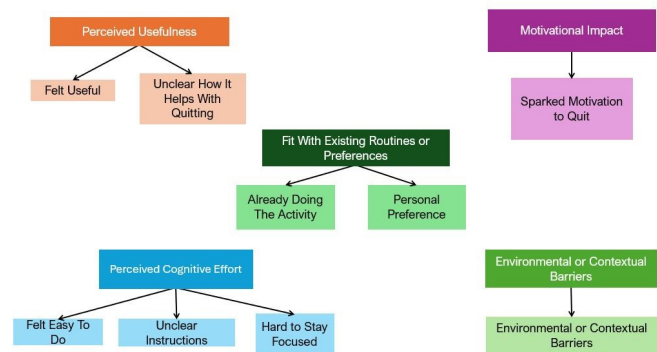 Perceived Usefulness
Felt Useful
Unclear How It
Helps With
Quitting
Motivational Impact
Sparked Motivation
to Quit
Fit With Existing Routines or
Preferences
Already Doing
The Activity
Personal
Preference
Perceived Cognitive Effort
Felt Easy To
Do
Unclear
Instructions
Hard to Stay
Focused
Environmental or Contextual
Barriers
Environmental or Contextual
Barriers